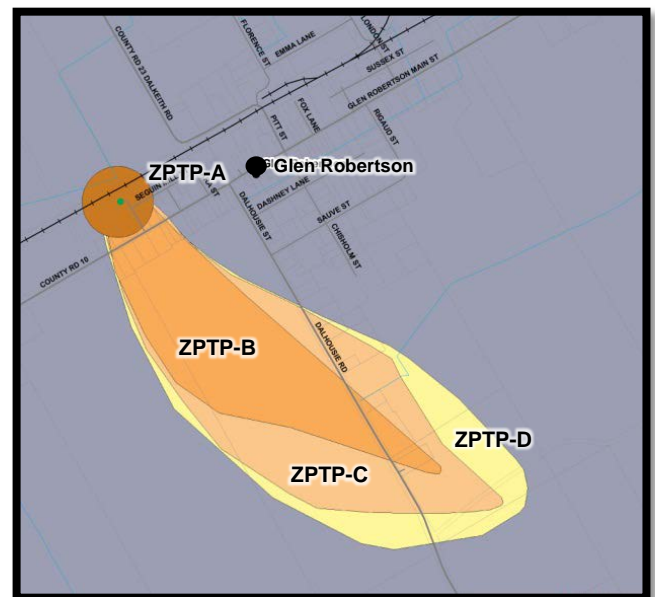 COUNTY RD 23 DALKEITH RD
FLORENCE ST
EMMA LANE
LONDON ST
SUSSEX ST
GLEN ROBERTSON MAIN ST
FOX LANE
PITT ST
RIGAUD ST
Glen Robertson
ZPTP-A
DASHNEY LANE
DALHOUSIE ST
SAUVE ST
CHISHOLM ST
COUNTY RD 10
DALHOUSIE RD
ZPTP-B
ZPTP-D
ZPTP-C